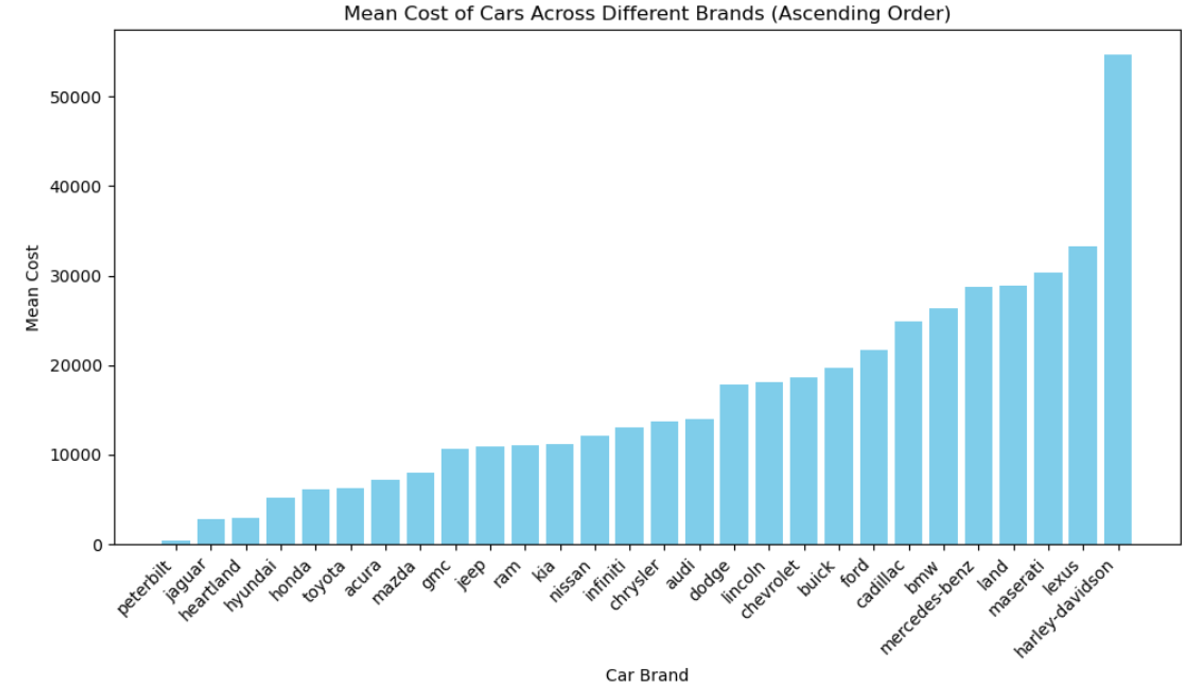 Mean Cost of Cars Across Different Brands (Ascending Order)
50000
40000
30000
20000
10000
0
Mean Cost
peterbilt
jaguar
heartland
hyundai
honda
toyota
acura
mazda
gmc
jeep
ram
kia
nissan
infiniti
chrysler
audi
dodge
lincoln
chevrolet
buick
ford
cadillac
bmw
mercedes-benz
land
maserati
lexus
harley-davidson
Car Brand